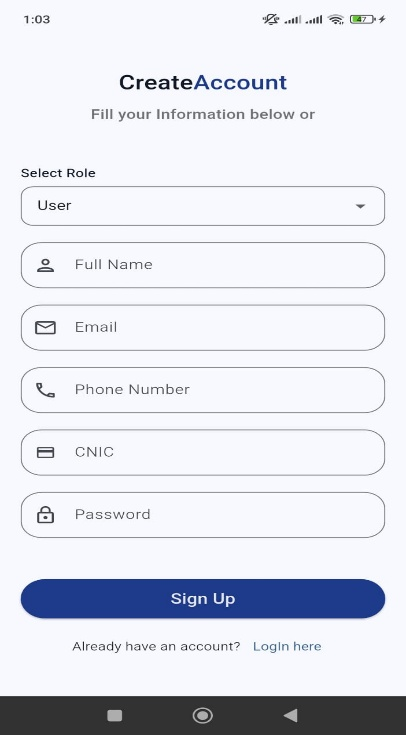 1:03
47
CreateAccount
Fill your Information below or
Select Role
User
Full Name
Email
Phone Number
CNIC
Password
Sign Up
Already have an account? LogIn here